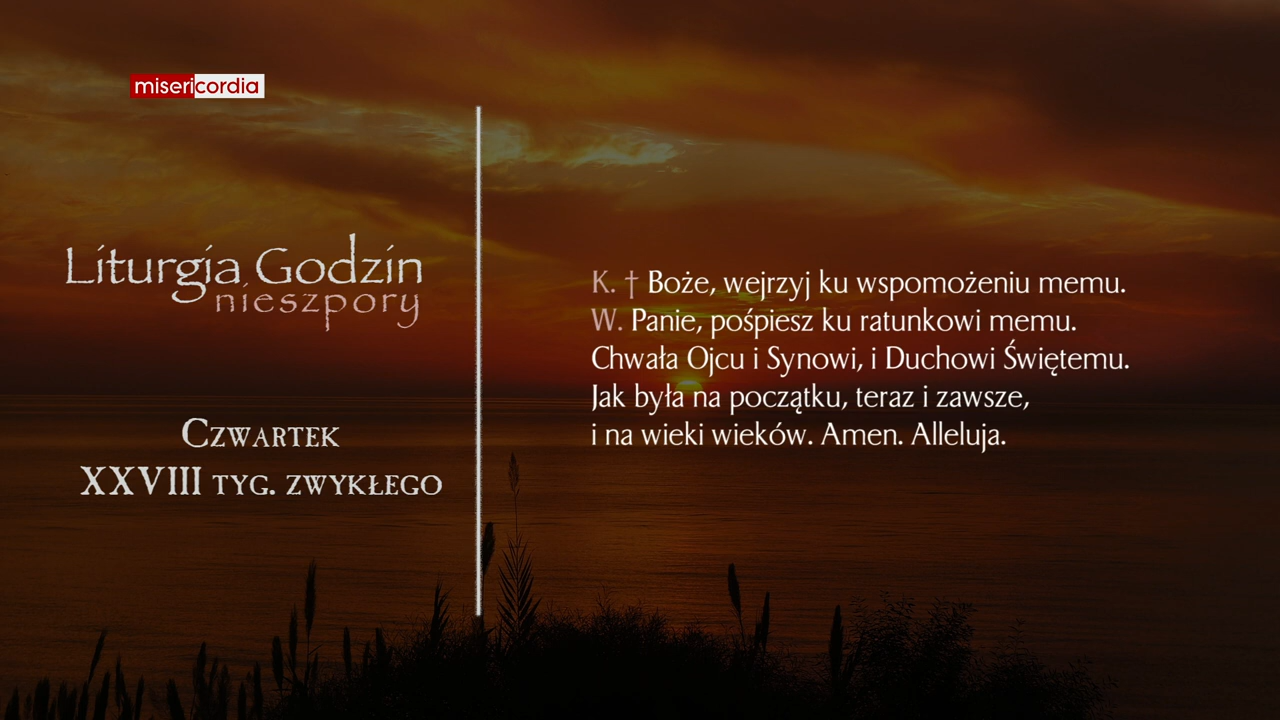 misericordia
Liturgia Godzin
nieszpory
Czwartek
XXVIII tyg. zwykłego
K. † Boże, wejrzyj ku wspomożeniu memu.
W. Panie, pośpiesz ku ratunkowi memu.
Chwała Ojcu i Synowi, i Duchowi Świętemu.
Jak była na początku, teraz i zawsze,
i na wieki wieków. Amen. Alleluja.